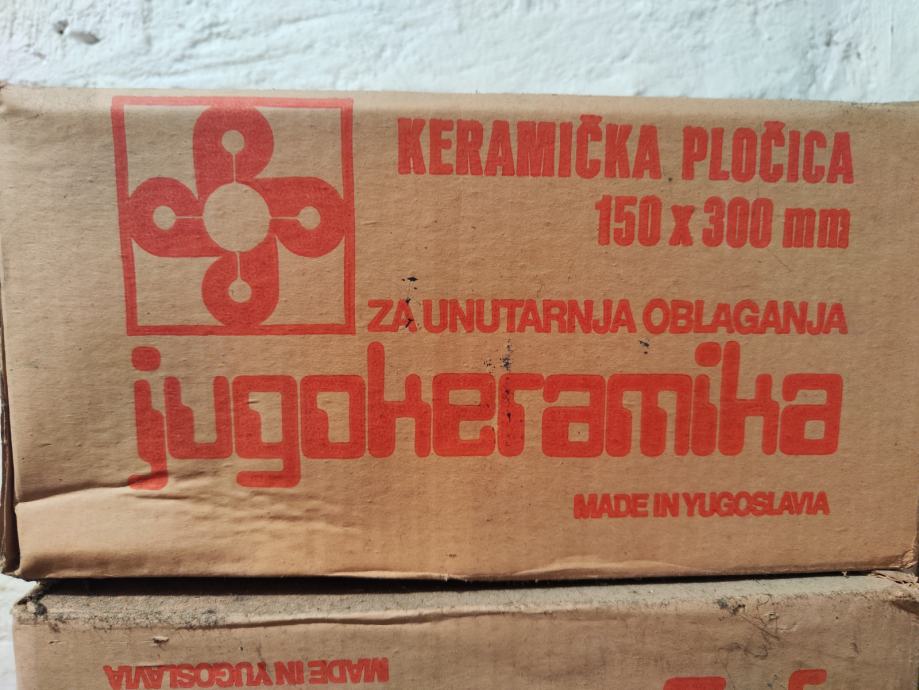 KERAMIČKA PLOČICA
150 x 300 mm
ZA UNUTARNJA OBLAGANJA
jugokeramika
MADE IN YUGOSLAVIA
MADE IN YUGOSLAVIA